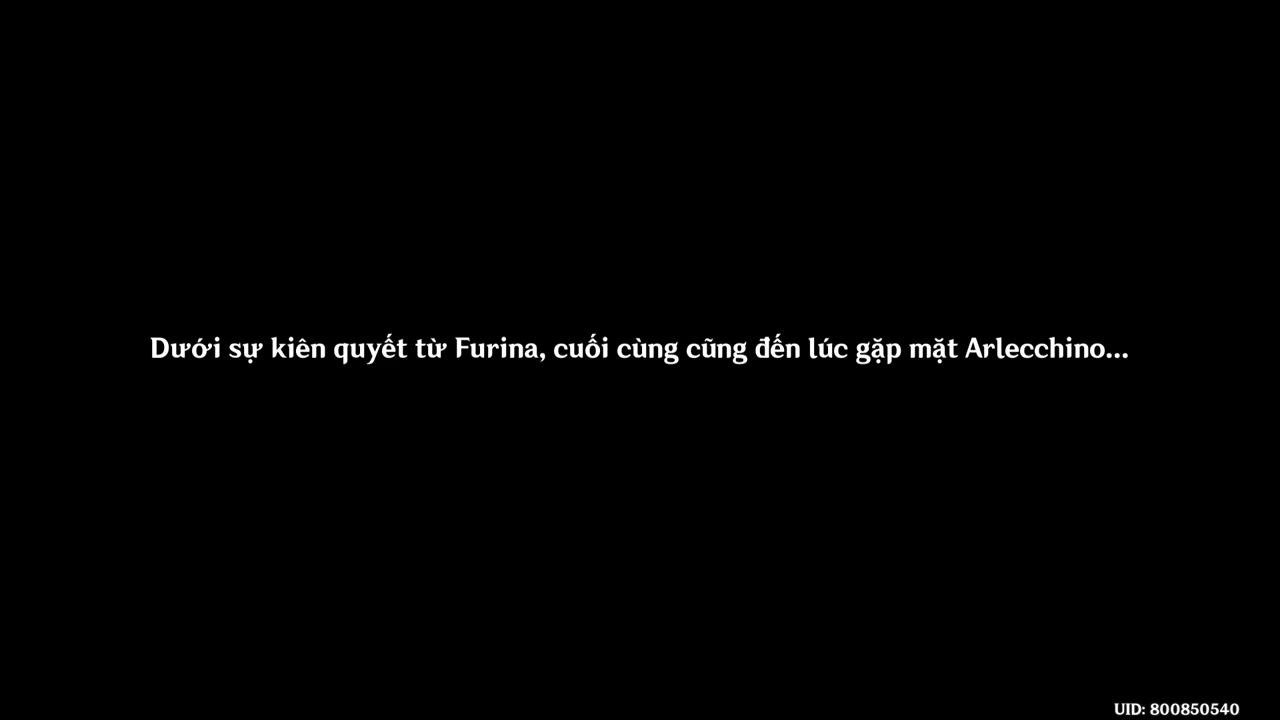 Dưới sự kiên quyết từ Furina, cuối cùng cũng đến lúc gặp mặt Arlecchino...
UID: 800850540